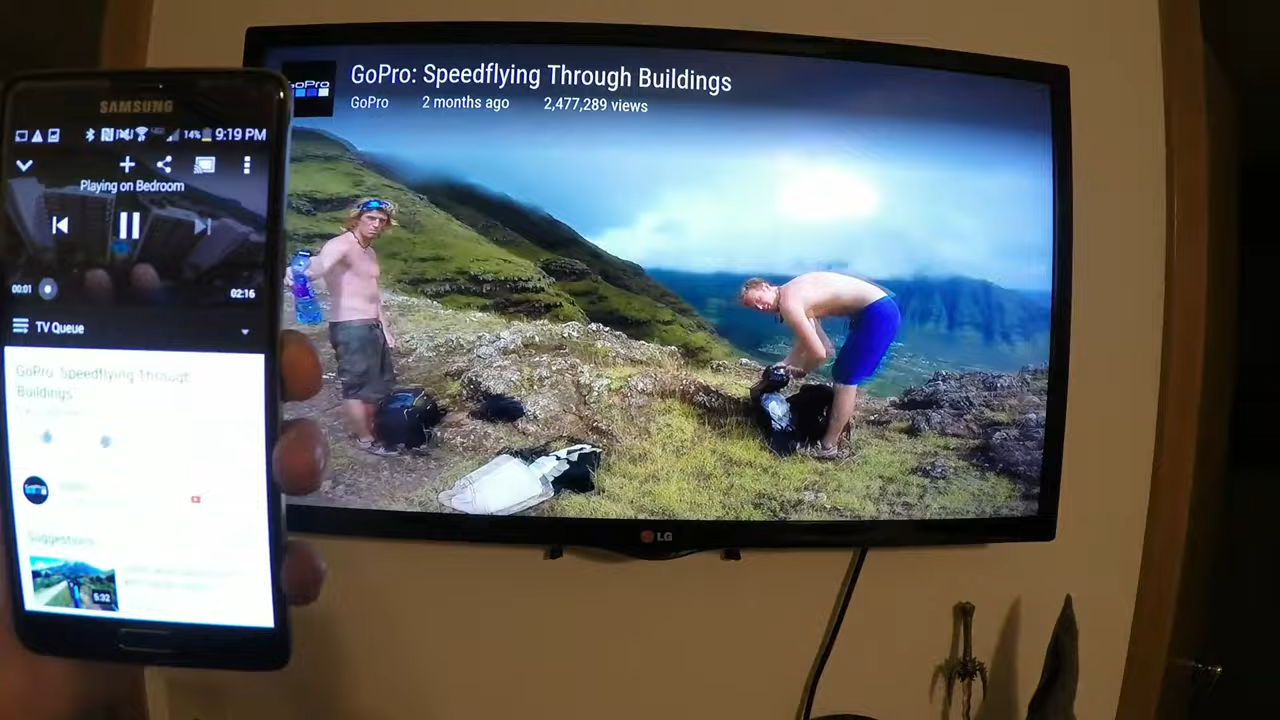 SAMSUNG
14% 9:19 PM
Playing on Bedroom
00:01
02:16
TV Queue
GoPro: Speedflying Through
Buildings
Suggestions
5:32
GoPro
GoPro: Speedflying Through Buildings
GoPro 2 months ago 2,477,289 views
LG